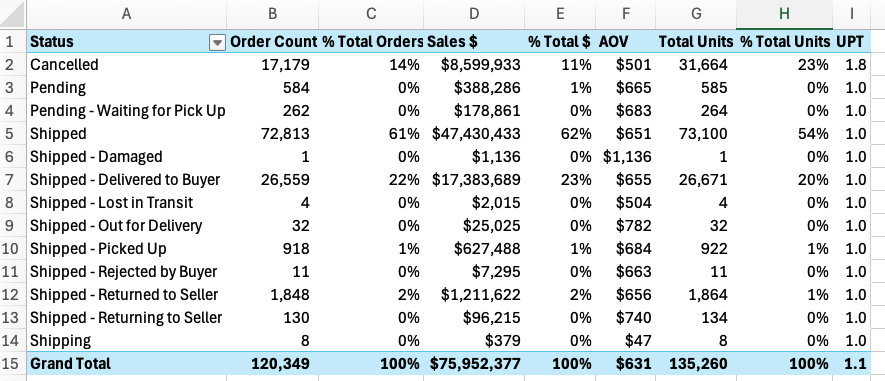 A B C D E F G H I
1 Status Order Count % Total Orders Sales $ % Total $ AOV Total Units % Total Units UPT
2 Cancelled 17,179 14% $8,599,933 11% $501 31,664 23% 1.8
3 Pending 584 0% $388,286 1% $665 585 0% 1.0
4 Pending - Waiting for Pick Up 262 0% $178,861 0% $683 264 0% 1.0
5 Shipped 72,813 61% $47,430,433 62% $651 73,100 54% 1.0
6 Shipped - Damaged 1 0% $1,136 0% $1,136 1 0% 1.0
7 Shipped - Delivered to Buyer 26,559 22% $17,383,689 23% $655 26,671 20% 1.0
8 Shipped - Lost in Transit 4 0% $2,015 0% $504 4 0% 1.0
9 Shipped - Out for Delivery 32 0% $25,025 0% $782 32 0% 1.0
10 Shipped - Picked Up 918 1% $627,488 1% $684 922 1% 1.0
11 Shipped - Rejected by Buyer 11 0% $7,295 0% $663 11 0% 1.0
12 Shipped - Returned to Seller 1,848 2% $1,211,622 2% $656 1,864 1% 1.0
13 Shipped - Returning to Seller 130 0% $96,215 0% $740 134 0% 1.0
14 Shipping 8 0% $379 0% $47 8 0% 1.0
15 Grand Total 120,349 100% $75,952,377 100% $631 135,260 100% 1.1